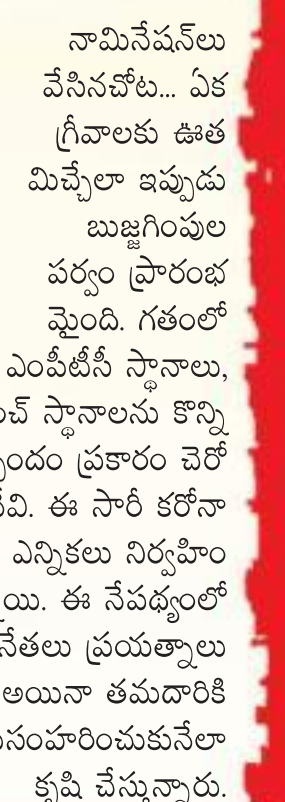 నామినేషన్‌లు
వేసినచోట... ఏక
గ్రీవాలకు ఊత
మిచ్చేలా ఇప్పుడు
బుజ్జగింపుల
పర్వం ప్రారంభ
మైంది. గతంలో
ఎంపీటీసీ స్థానాలు,
స్థానాలను కొన్ని
ప్రకారం చెరో
ఈ సారీ కరోనా
ఎన్నికలు నిర్వహిం
ఈ నేపథ్యంలో
నేతలు ప్రయత్నాలు
అయినా తమదారికి
కృషి చేస్తున్నారు.